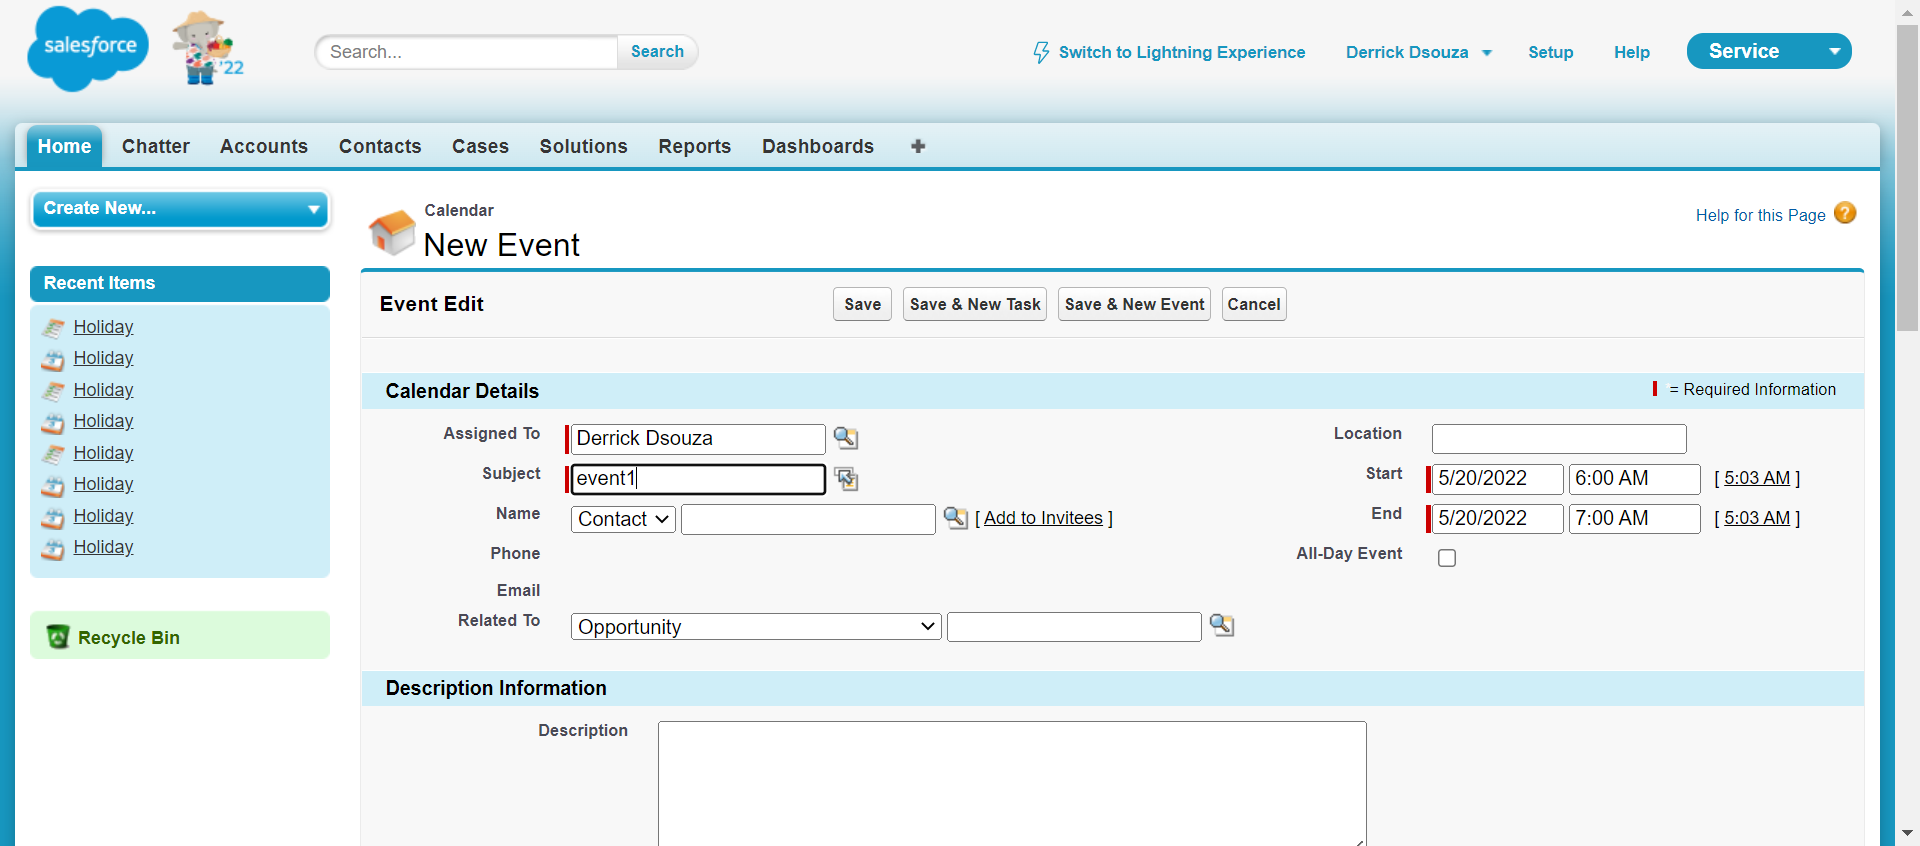 salesforce
'22
Search...
Search
Switch to Lightning Experience
Derrick Dsouza
Setup
Help
Service
Home
Chatter
Accounts
Contacts
Cases
Solutions
Reports
Dashboards
Create New...
Recent Items
Holiday
Holiday
Holiday
Holiday
Holiday
Holiday
Holiday
Holiday
Recycle Bin
Calendar
New Event
Help for this Page ?
Event Edit
Save
Save & New Task
Save & New Event
Cancel
Calendar Details
= Required Information
Assigned To
Derrick Dsouza
Subject
event1
Name
Contact
[ Add to Invitees ]
Phone
Email
Related To
Opportunity
Location
Start
5/20/2022
6:00 AM
[ 5:03 AM ]
End
5/20/2022
7:00 AM
[ 5:03 AM ]
All-Day Event
Description Information
Description